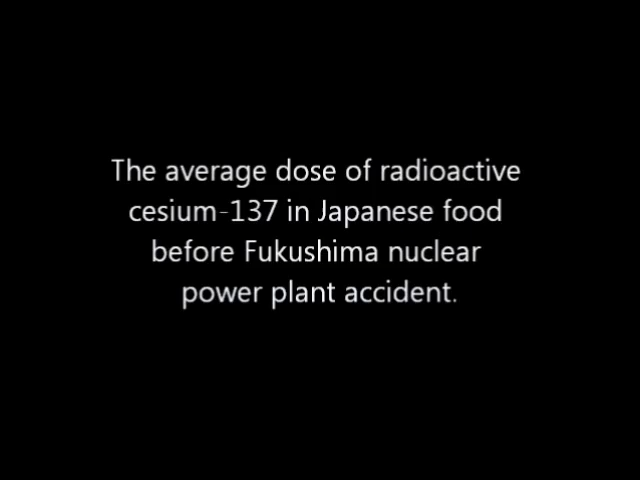 The average dose of radioactive
cesium-137 in Japanese food
before Fukushima nuclear
power plant accident.